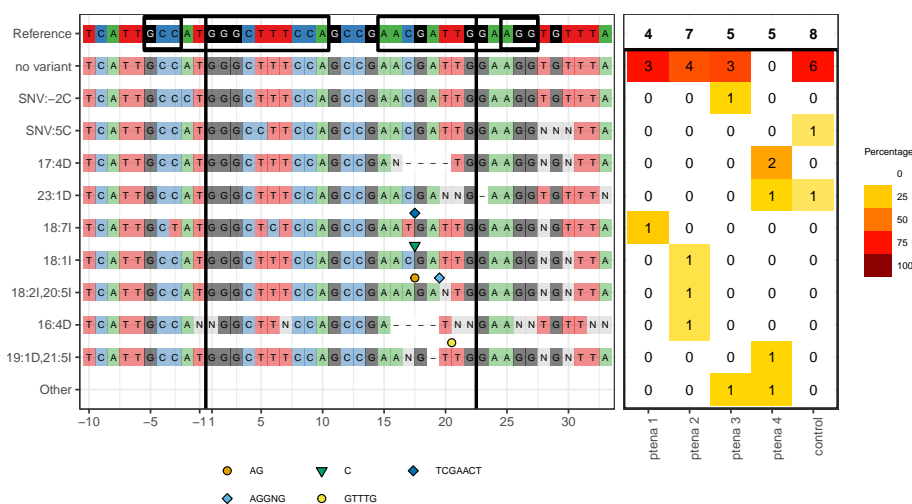 Reference T C A T T G C C A T G G G C T T T C C A G C C G A A C G A T T G G A A G G T G T T T A 4 7 5 5 8
no variant T C A T T G C C A T G G G C T T T C C A G C C G A A C G A T T G G A A G G T G T T T A 3 4 3 0 6
SNV:-2C T C A T T G C C C T G G G C T T T C C A G C C G A A C G A T T G G A A G G T G T T T A 0 0 1 0 0
SNV:5C T C A T T G C C A T G G G C C T T C C A G C C G A A C G A T T G G A A G G N N N T T A 0 0 0 0 1
17:4D T C A T T G C C A T G G G C T T T C C A G C C G A N - - - - T G G A A G G N G N T T A 0 0 0 2 0
23:1D T C A T T G C C A T G G G C T T T C C A G C C G A A C G A N N G - A A G G T G T T T N 0 0 0 1 1
18:7I T C A T T G C T A T G G G C T C T C C A G C C G A A T G A T T G G A A G G N G T T T A 1 0 0 0 0
18:1I T C A T T G C C A T G G G C T T T C C A G C C G A A C G A T T G G A A G G N G N T T A 0 1 0 0 0
18:2I,20:5I T C A T T G C C A T G G G C T T T C C A G C C G A A A G A N T G G A A G G N G N T T A 0 1 0 0 0
16:4D T C A T T G C C A N N G G C T T N C C A G C C G A - - - - T N N G A A N N T G T T N N 0 1 0 0 0
19:1D,21:5I T C A T T G C C A T G G G C T T T C C A G C C G A A N G - T T G G A A G G N G N T T A 0 0 0 1 0
Other 0 0 1 1 0
-10 -5 -1 1 5 10 15 20 25 30
ptena 1 ptena 2 ptena 3 ptena 4 control
Percentage
0
25
50
75
100
AG C TCGAACT
AGGNG GTTTG